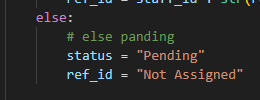 else:
# else panding
status = "Pending"
ref_id = "Not Assigned"